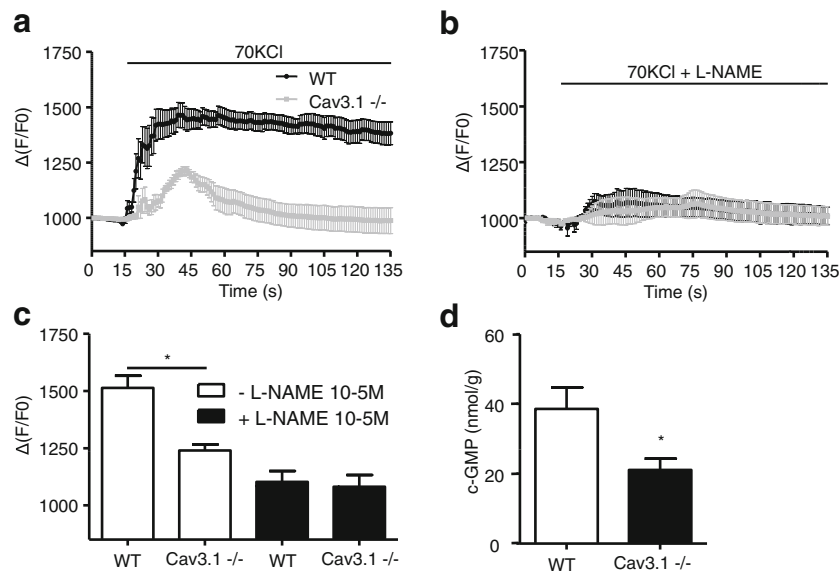 a
1750
1500
1250
1000
Δ(F/F0)
70KCl
WT
Cav3.1 -/-
0 15 30 45 60 75 90 105 120 135
Time (s)
b
1750
1500
1250
1000
Δ(F/F0)
70KCl + L-NAME
0 15 30 45 60 75 90 105 120 135
Time (s)
c
1750
1500
1250
1000
Δ(F/F0)
*
- L-NAME 10-5M
+ L-NAME 10-5M
WT Cav3.1 -/- WT Cav3.1 -/-
d
60
40
20
0
c-GMP (nmol/g)
*
WT Cav3.1 -/-